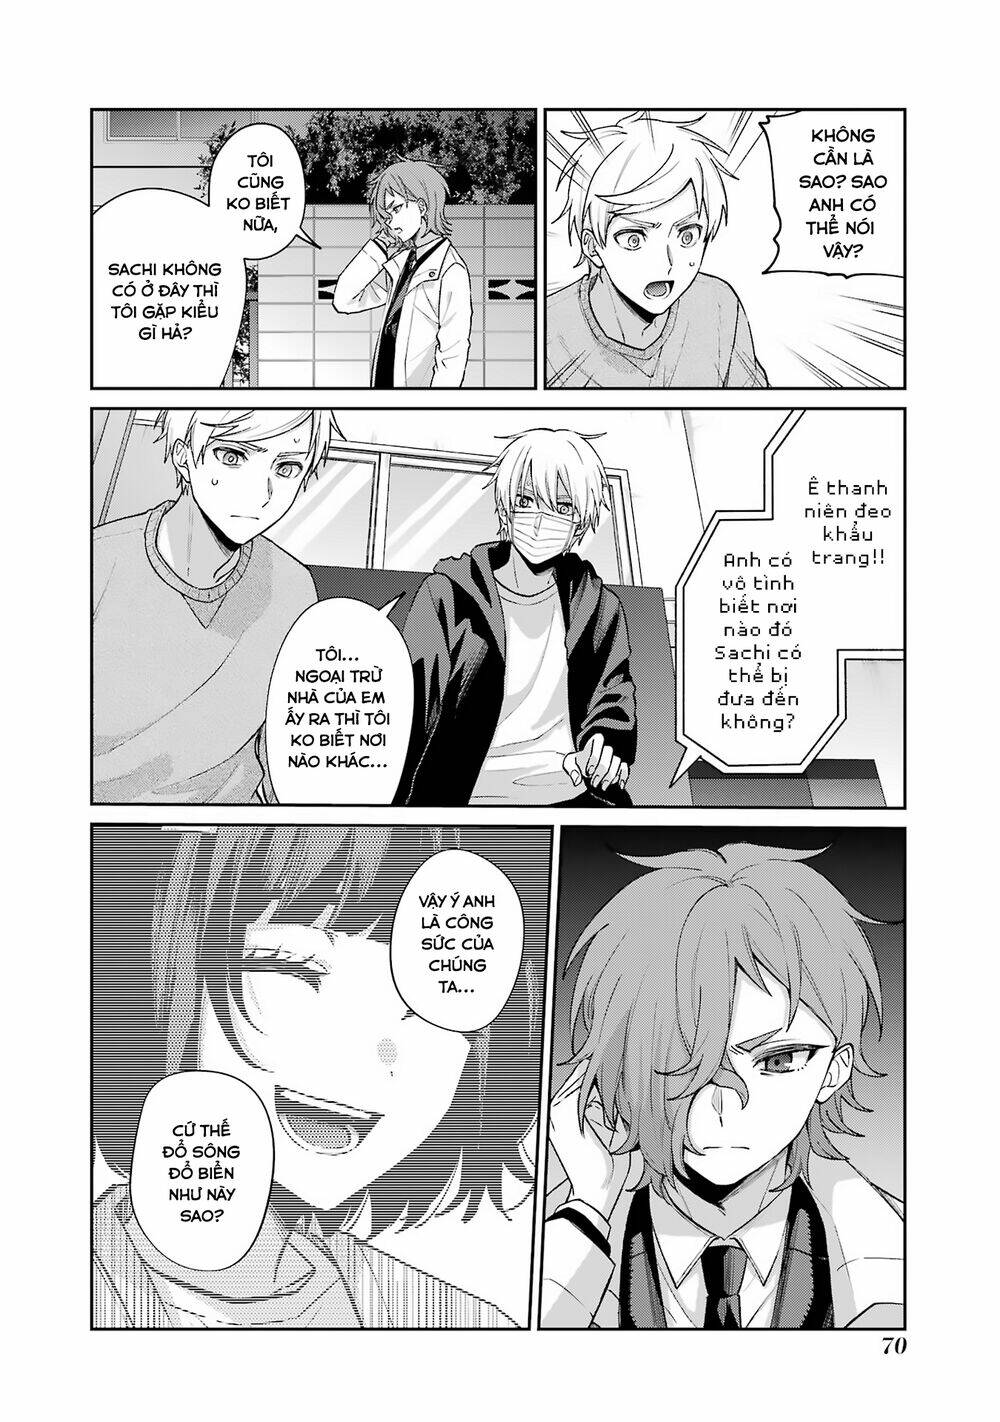 KHÔNG
CẦN LÀ
SAO? SAO
ANH CÓ
THỂ NÓI
VẬY?
TÔI
CŨNG
KO BIẾT
NỮA,
SACHI KHÔNG
CÓ Ở ĐÂY THÌ
TÔI GẶP KIỂU
GÌ HẢ?
Ê thanh
niên đeo
khẩu
trang!!
Anh có
vô tình
biết nơi
nào đó
Sachi có
thể bị
đưa đến
không?
TÔI...
NGOẠI TRỪ
NHÀ CỦA EM
ẤY RA THÌ TÔI
KO BIẾT NƠI
NÀO KHÁC...
VẬY Ý ANH
LÀ CÔNG
SỨC CỦA
CHÚNG
TA...
CỨ THẾ
ĐỔ SÔNG
ĐỔ BIỂN
NHƯ NÀY
SAO?
70